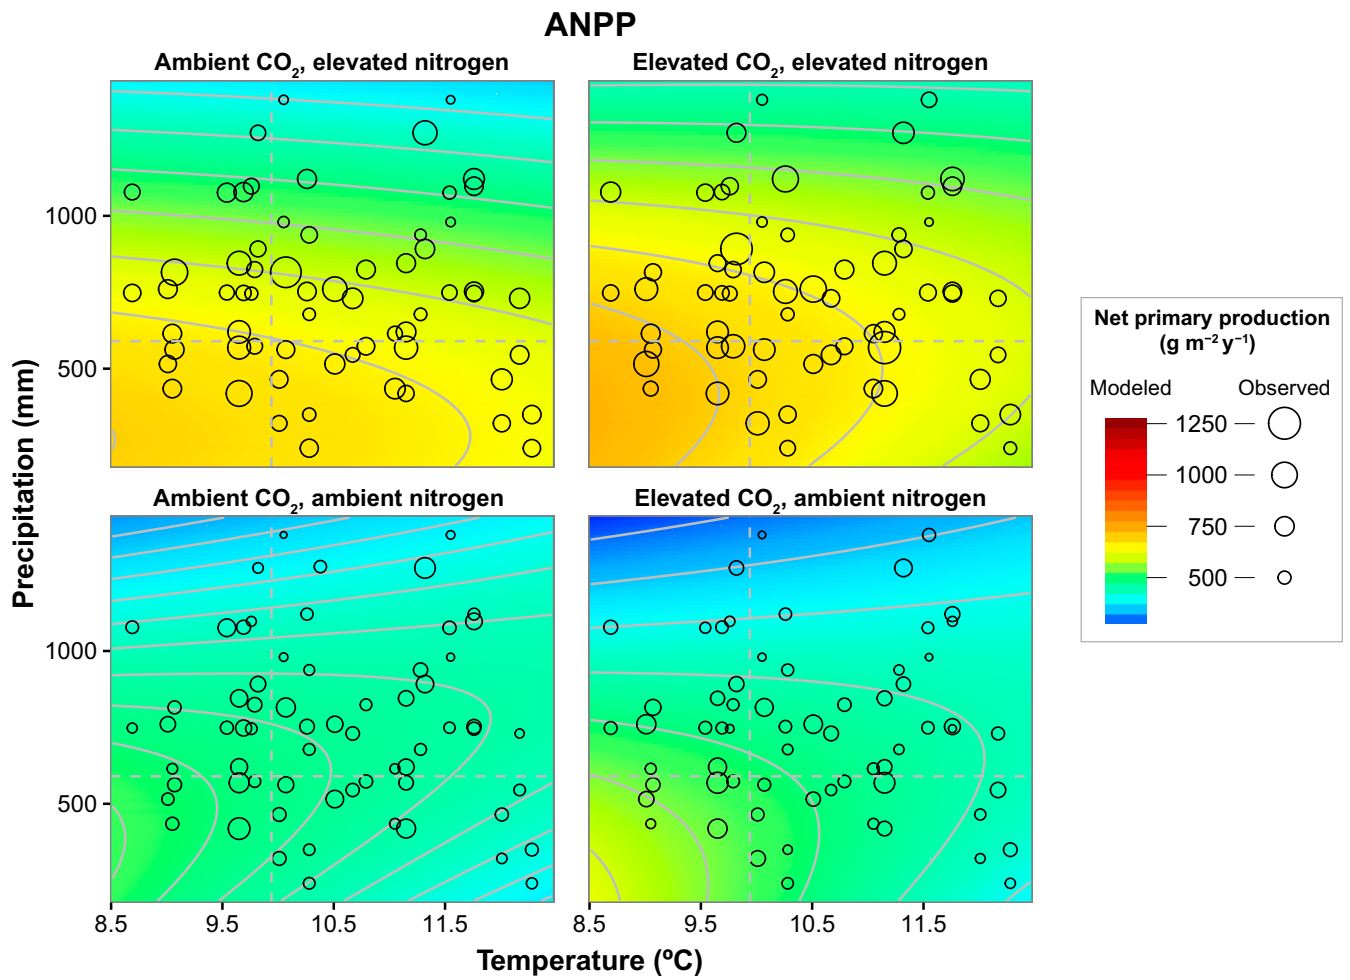 ANPP
Ambient CO₂, elevated nitrogen
Elevated CO₂, elevated nitrogen
1000
500
Ambient CO₂, ambient nitrogen
Elevated CO₂, ambient nitrogen
1000
500
8.5 9.5 10.5 11.5
8.5 9.5 10.5 11.5
Precipitation (mm)
Temperature (ºC)
Net primary production
(g m⁻² y⁻¹)
Modeled Observed
1250
1000
750
500